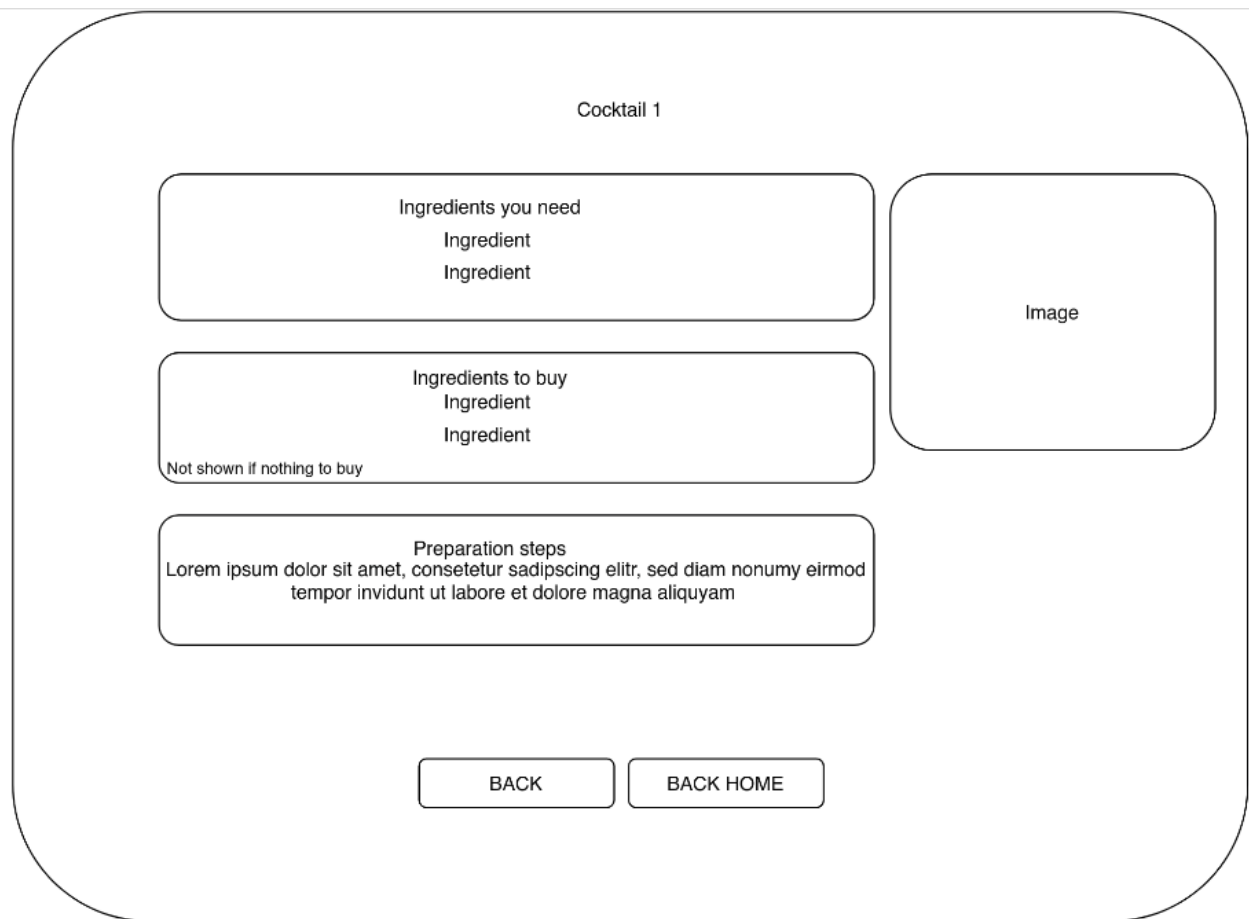 Cocktail 1
Ingredients you need
Ingredient
Ingredient
Image
Ingredients to buy
Ingredient
Ingredient
Not shown if nothing to buy
Preparation steps
Lorem ipsum dolor sit amet, consetetur sadipscing elitr, sed diam nonumy eirmod
tempor invidunt ut labore et dolore magna aliquyam
BACK
BACK HOME